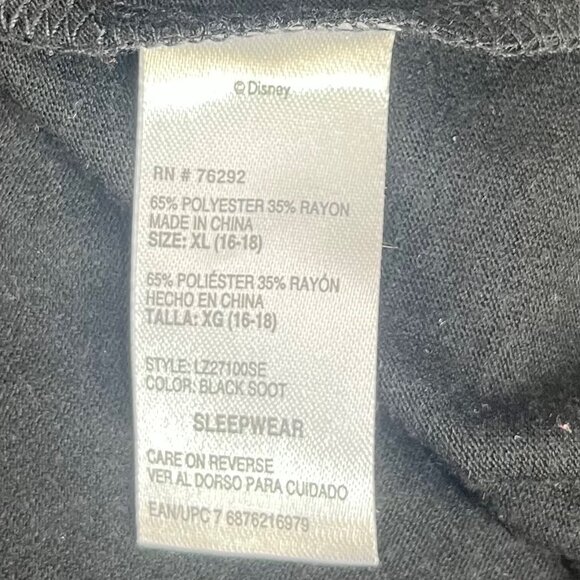 © Disney
RN # 76292
65% POLYESTER 35% RAYON
MADE IN CHINA
SIZE: XL (16-18)
65% POLIÉSTER 35% RAYÓN
HECHO EN CHINA
TALLA: XG (16-18)
STYLE: LZ27100SE
COLOR: BLACK SOOT
SLEEPWEAR
CARE ON REVERSE
VER AL DORSO PARA CUIDADO
EAN/UPC 7 6876216979